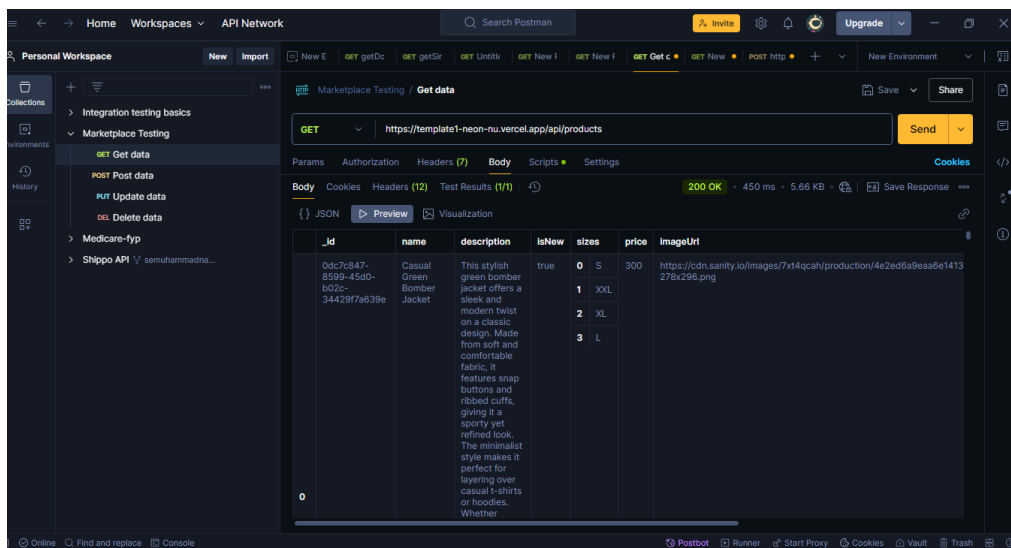 Home Workspaces API Network Search Postman Invite Upgrade
Personal Workspace New Import
New E GET getDc GET getSir GET Untitl GET New GET New GET Get c GET New POST http New Environment
Collections
Environments
History
Integration testing basics
Marketplace Testing
GET Get data
POST Post data
PUT Update data
DEL Delete data
Medicare-fyp
Shippo API semuhammadna...
HTTP Marketplace Testing / Get data Save Share
GET https://template1-neon-nu.vercel.app/api/products Send
Params Authorization Headers (7) Body Scripts Settings Cookies
Body Cookies Headers (12) Test Results (1/1) 200 OK 450 ms 5.66 KB Save Response
{} JSON Preview Visualization
_id name description isNew sizes price imageUrl
0dc7c847-8599-45d0-b02c-34429f7a639e
Casual
Green
Bomber
Jacket
This stylish
green bomber
jacket offers a
sleek and
modern twist
on a classic
design. Made
from soft and
comfortable
fabric, it
features snap
buttons and
ribbed cuffs,
giving it a
sporty yet
refined look.
The minimalist
style makes it
perfect for
layering over
casual t-shirts
or hoodies.
Whether
true
0 S
1 XXL
2 XL
3 L
300
https://cdn.sanity.io/images/7xt4qcah/production/4e2ed6a9eaa6e1413
278x296.png
0
Online Find and replace Console Postbot Runner Start Proxy Cookies Vault Trash